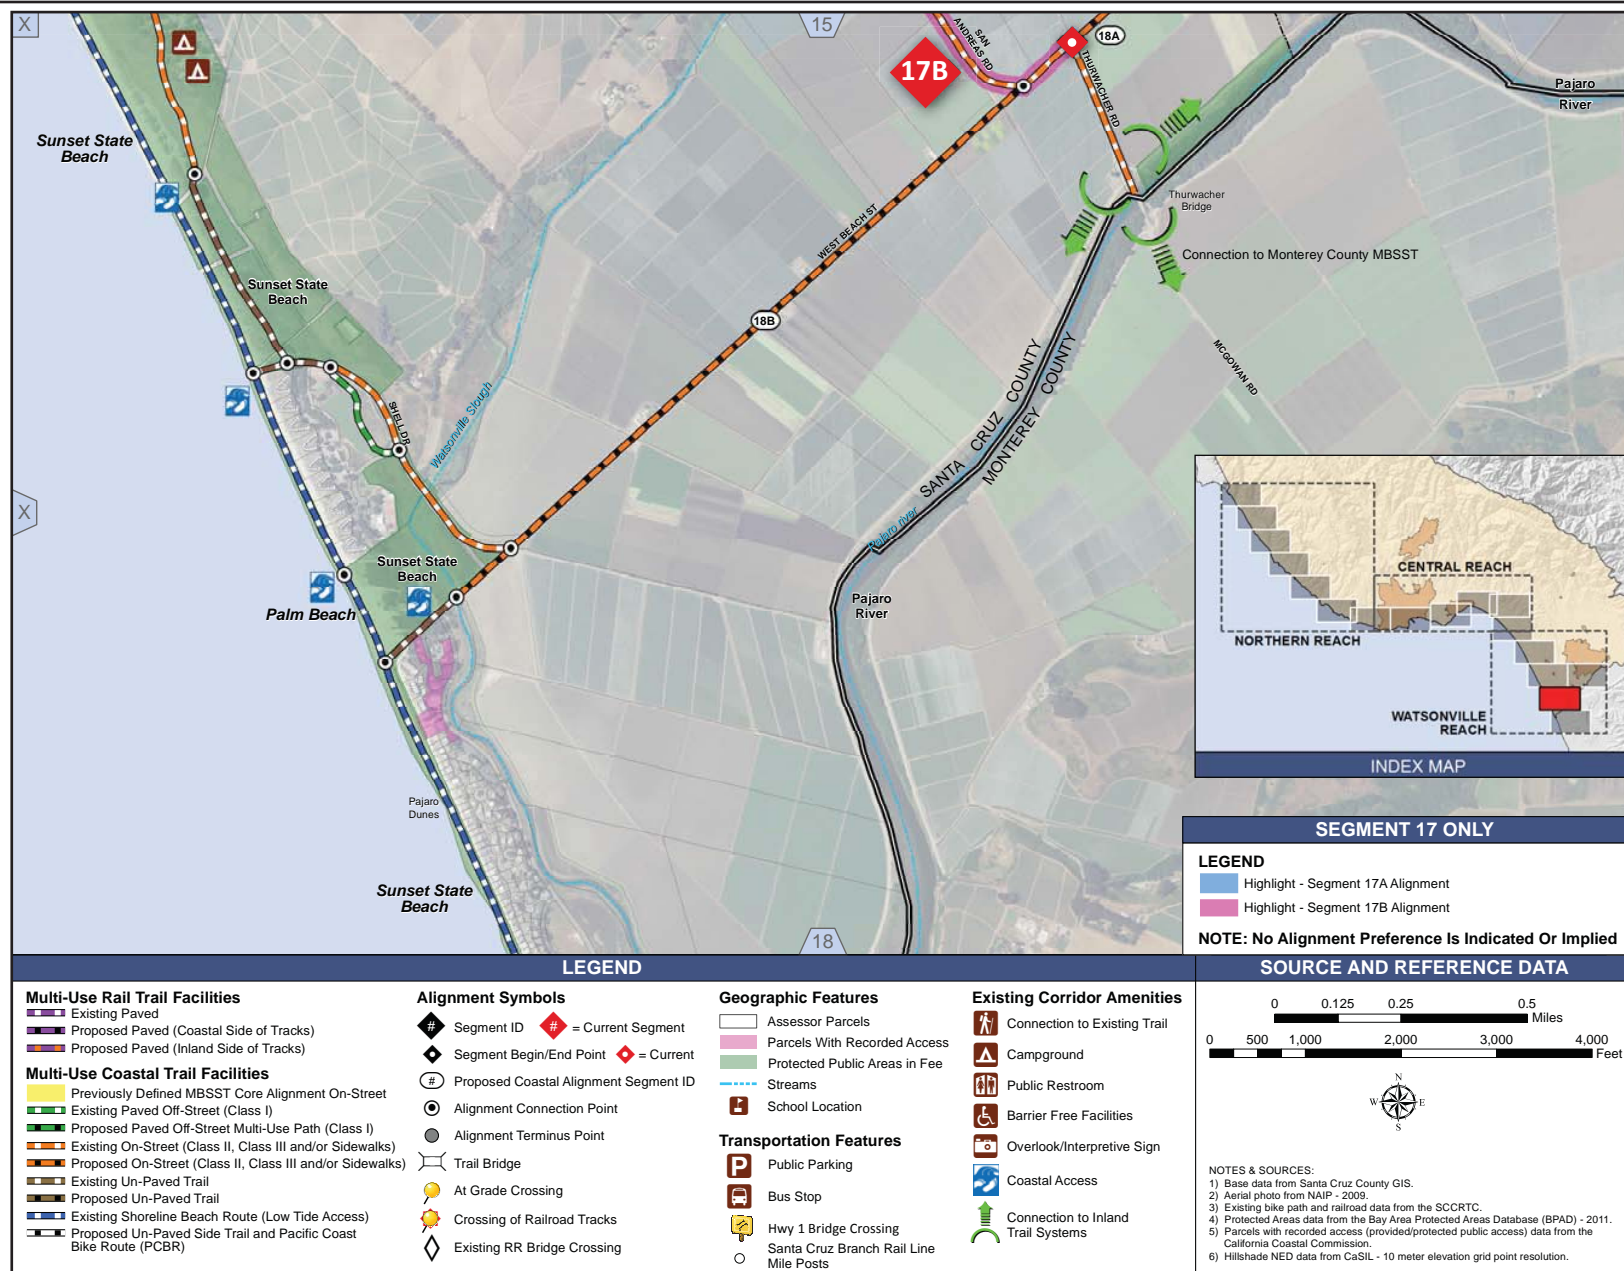 X
15
SAN
ANDREAS RD
18A
17B
THURWACHER RD
Pajaro
River
Sunset State
Beach
Thurwacher
Bridge
WEST BEACH ST
Connection to Monterey County MBSST
Sunset State
Beach
18B
MCGOWAN RD
SANTA CRUZ COUNTY
MONTEREY COUNTY
SHELL DR
Watsonville Slough
X
Pajaro river
Sunset State
Beach
Palm Beach
Pajaro
River
Pajaro
Dunes
Sunset State
Beach
18
CENTRAL REACH
NORTHERN REACH
WATSONVILLE
REACH
INDEX MAP
SEGMENT 17 ONLY
LEGEND
Highlight - Segment 17A Alignment
Highlight - Segment 17B Alignment
NOTE: No Alignment Preference Is Indicated Or Implied
LEGEND
Multi-Use Rail Trail Facilities
Existing Paved
Proposed Paved (Coastal Side of Tracks)
Proposed Paved (Inland Side of Tracks)
Multi-Use Coastal Trail Facilities
Previously Defined MBSST Core Alignment On-Street
Existing Paved Off-Street (Class I)
Proposed Paved Off-Street Multi-Use Path (Class I)
Existing On-Street (Class II, Class III and/or Sidewalks)
Proposed On-Street (Class II, Class III and/or Sidewalks)
Existing Un-Paved Trail
Proposed Un-Paved Trail
Existing Shoreline Beach Route (Low Tide Access)
Proposed Un-Paved Side Trail and Pacific Coast
Bike Route (PCBR)
Alignment Symbols
# Segment ID # = Current Segment
Segment Begin/End Point = Current
# Proposed Coastal Alignment Segment ID
Alignment Connection Point
Alignment Terminus Point
Trail Bridge
At Grade Crossing
Crossing of Railroad Tracks
Existing RR Bridge Crossing
Geographic Features
Assessor Parcels
Parcels With Recorded Access
Protected Public Areas in Fee
Streams
School Location
Transportation Features
P Public Parking
Bus Stop
Hwy 1 Bridge Crossing
Santa Cruz Branch Rail Line
Mile Posts
Existing Corridor Amenities
Connection to Existing Trail
Campground
Public Restroom
Barrier Free Facilities
Overlook/Interpretive Sign
Coastal Access
Connection to Inland
Trail Systems
SOURCE AND REFERENCE DATA
0 0.125 0.25 0.5
Miles
0 500 1,000 2,000 3,000 4,000
Feet
N
W E
S
NOTES & SOURCES:
1) Base data from Santa Cruz County GIS.
2) Aerial photo from NAIP - 2009.
3) Existing bike path and railroad data from the SCCRTC.
4) Protected Areas data from the Bay Area Protected Areas Database (BPAD) - 2011.
5) Parcels with recorded access (provided/protected public access) data from the
California Coastal Commission.
6) Hillshade NED data from CaSIL - 10 meter elevation grid point resolution.